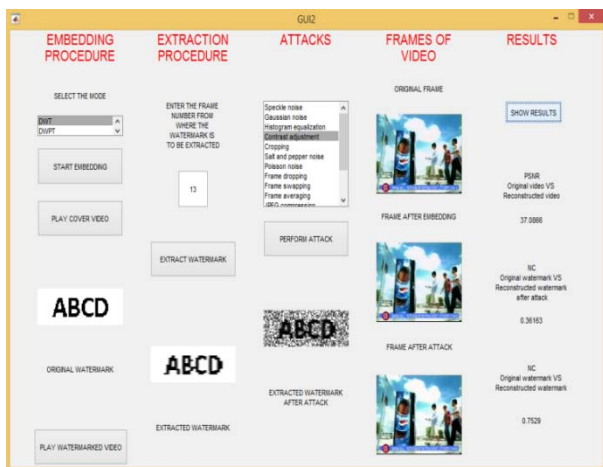 GUI2
EMBEDDING
PROCEDURE
SELECT THE MODE
DWT
DWPT
START EMBEDDING
PLAY COVER VIDEO
ABCD
ORIGINAL WATERMARK
PLAY WATERMARKED VIDEO
EXTRACTION
PROCEDURE
ENTER THE FRAME
NUMBER FROM
WHERE THE
WATERMARK IS
TO BE EXTRACTED
13
EXTRACT WATERMARK
ABCD
EXTRACTED WATERMARK
ATTACKS
Speckle noise
Gaussian noise
Histogram equalization
Contrast adjustment
Cropping
Salt and pepper noise
Poisson noise
Frame dropping
Frame swapping
Frame averaging
JPEG compression
PERFORM ATTACK
ABCD
EXTRACTED WATERMARK
AFTER ATTACK
FRAMES OF
VIDEO
ORIGINAL FRAME
FRAME AFTER EMBEDDING
FRAME AFTER ATTACK
RESULTS
SHOW RESULTS
PSNR
Original video VS
Reconstructed video
37.0866
NC
Original watermark VS
Reconstructed watermark
after attack
0.36163
NC
Original watermark VS
Reconstructed watermark
0.7529